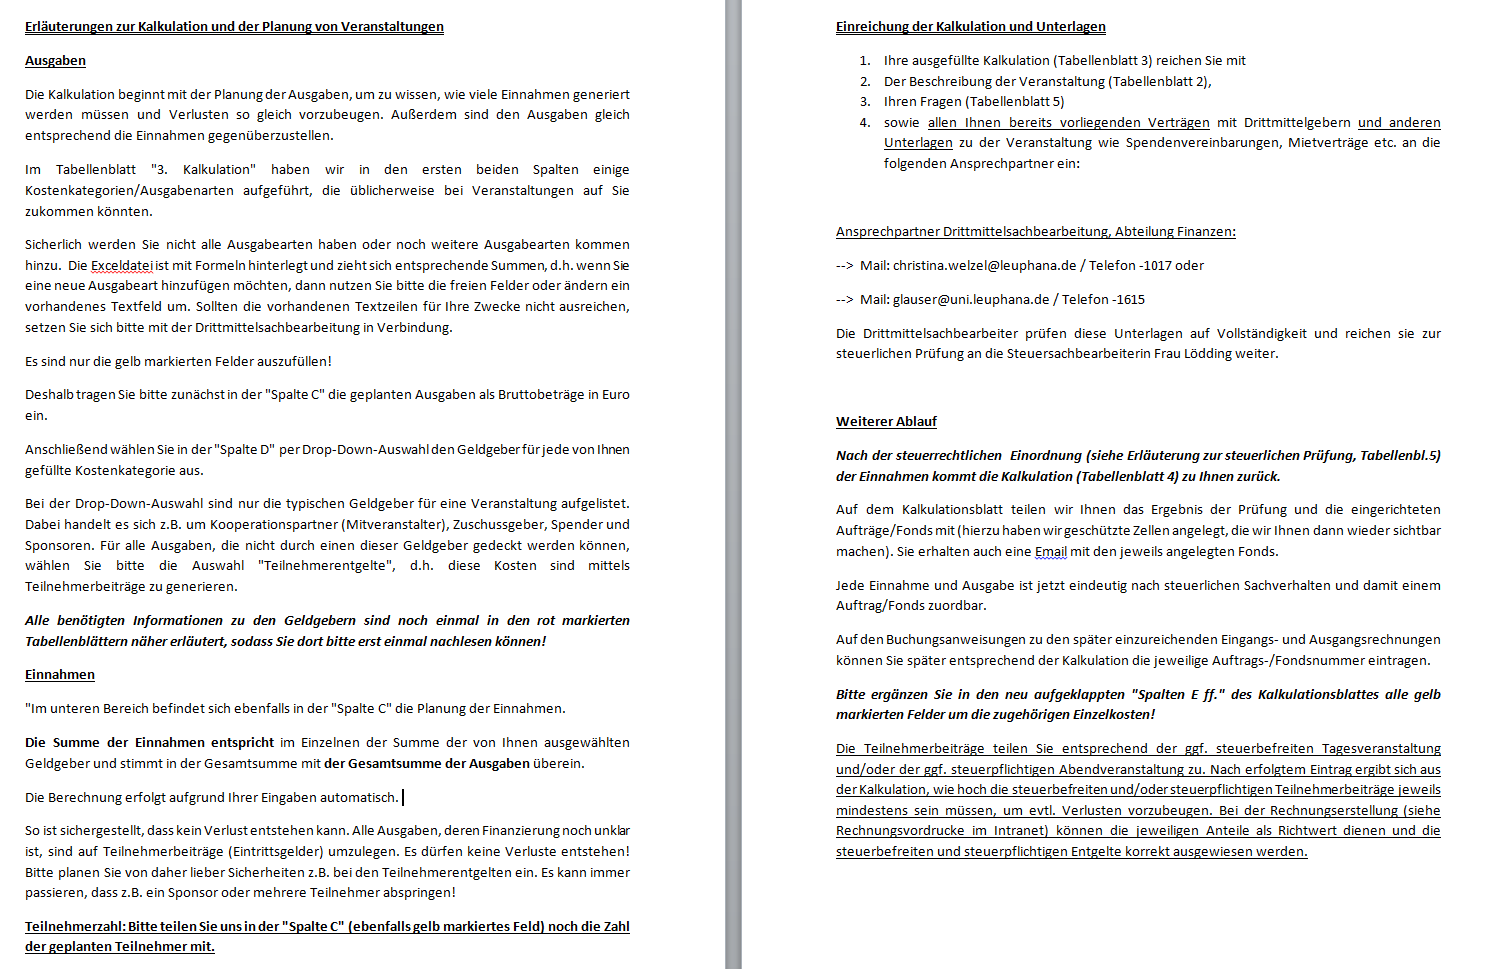 Erläuterungen zur Kalkulation und der Planung von Veranstaltungen
Ausgaben
Die Kalkulation beginnt mit der Planung der Ausgaben, um zu wissen, wie viele Einnahmen generiert
werden müssen und Verlusten so gleich vorzubeugen. Außerdem sind den Ausgaben gleich
entsprechend die Einnahmen gegenüberzustellen.
Im Tabellenblatt "3. Kalkulation" haben wir in den ersten beiden Spalten einige
Kostenkategorien/Ausgabenarten aufgeführt, die üblicherweise bei Veranstaltungen auf Sie
zukommen könnten.
Sicherlich werden Sie nicht alle Ausgabearten haben oder noch weitere Ausgabearten kommen
hinzu. Die Exceldatei ist mit Formeln hinterlegt und zieht sich entsprechende Summen, d.h. wenn Sie
eine neue Ausgabeart hinzufügen möchten, dann nutzen Sie bitte die freien Felder oder ändern ein
vorhandenes Textfeld um. Sollten die vorhandenen Textzeilen für Ihre Zwecke nicht ausreichen,
setzen Sie sich bitte mit der Drittmittelsachbearbeitung in Verbindung.
Es sind nur die gelb markierten Felder auszufüllen!
Deshalb tragen Sie bitte zunächst in der "Spalte C" die geplanten Ausgaben als Bruttobeträge in Euro
ein.
Anschließend wählen Sie in der "Spalte D" per Drop-Down-Auswahl den Geldgeber für jede von Ihnen
gefüllte Kostenkategorie aus.
Bei der Drop-Down-Auswahl sind nur die typischen Geldgeber für eine Veranstaltung aufgelistet.
Dabei handelt es sich z.B. um Kooperationspartner (Mitveranstalter), Zuschussgeber, Spender und
Sponsoren. Für alle Ausgaben, die nicht durch einen dieser Geldgeber gedeckt werden können,
wählen Sie bitte die Auswahl "Teilnehmerentgelte", d.h. diese Kosten sind mittels
Teilnehmerbeiträge zu generieren.
Alle benötigten Informationen zu den Geldgebern sind noch einmal in den rot markierten
Tabellenblättern näher erläutert, sodass Sie dort bitte erst einmal nachlesen können!
Einnahmen
"Im unteren Bereich befindet sich ebenfalls in der "Spalte C" die Planung der Einnahmen.
Die Summe der Einnahmen entspricht im Einzelnen der Summe der von Ihnen ausgewählten
Geldgeber und stimmt in der Gesamtsumme mit der Gesamtsumme der Ausgaben überein.
Die Berechnung erfolgt aufgrund Ihrer Eingaben automatisch.
So ist sichergestellt, dass kein Verlust entstehen kann. Alle Ausgaben, deren Finanzierung noch unklar
ist, sind auf Teilnehmerbeiträge (Eintrittsgelder) umzulegen. Es dürfen keine Verluste entstehen!
Bitte planen Sie von daher lieber Sicherheiten z.B. bei den Teilnehmerentgelten ein. Es kann immer
passieren, dass z.B. ein Sponsor oder mehrere Teilnehmer abspringen!
Teilnehmerzahl: Bitte teilen Sie uns in der "Spalte C" (ebenfalls gelb markiertes Feld) noch die Zahl
der geplanten Teilnehmer mit.
Einreichung der Kalkulation und Unterlagen
1. Ihre ausgefüllte Kalkulation (Tabellenblatt 3) reichen Sie mit
2. Der Beschreibung der Veranstaltung (Tabellenblatt 2),
3. Ihren Fragen (Tabellenblatt 5)
4. sowie allen Ihnen bereits vorliegenden Verträgen mit Drittmittelgebern und anderen
Unterlagen zu der Veranstaltung wie Spendenvereinbarungen, Mietverträge etc. an die
folgenden Ansprechpartner ein:
Ansprechpartner Drittmittelsachbearbeitung, Abteilung Finanzen:
--> Mail: christina.welzel@leuphana.de / Telefon -1017 oder
--> Mail: glauser@uni.leuphana.de / Telefon -1615
Die Drittmittelsachbearbeiter prüfen diese Unterlagen auf Vollständigkeit und reichen sie zur
steuerlichen Prüfung an die Steuersachbearbeiterin Frau Lödding weiter.
Weiterer Ablauf
Nach der steuerrechtlichen Einordnung (siehe Erläuterung zur steuerlichen Prüfung, Tabellenbl.5)
der Einnahmen kommt die Kalkulation (Tabellenblatt 4) zu Ihnen zurück.
Auf dem Kalkulationsblatt teilen wir Ihnen das Ergebnis der Prüfung und die eingerichteten
Aufträge/Fonds mit (hierzu haben wir geschützte Zellen angelegt, die wir Ihnen dann wieder sichtbar
machen). Sie erhalten auch eine Email mit den jeweils angelegten Fonds.
Jede Einnahme und Ausgabe ist jetzt eindeutig nach steuerlichen Sachverhalten und damit einem
Auftrag/Fonds zuordbar.
Auf den Buchungsanweisungen zu den später einzureichenden Eingangs- und Ausgangsrechnungen
können Sie später entsprechend der Kalkulation die jeweilige Auftrags-/Fondsnummer eintragen.
Bitte ergänzen Sie in den neu aufgeklappten "Spalten E ff." des Kalkulationsblattes alle gelb
markierten Felder um die zugehörigen Einzelkosten!
Die Teilnehmerbeiträge teilen Sie entsprechend der ggf. steuerbefreiten Tagesveranstaltung
und/oder der ggf. steuerpflichtigen Abendveranstaltung zu. Nach erfolgtem Eintrag ergibt sich aus
der Kalkulation, wie hoch die steuerbefreiten und/oder steuerpflichtigen Teilnehmerbeiträge jeweils
mindestens sein müssen, um evtl. Verlusten vorzubeugen. Bei der Rechnungserstellung (siehe
Rechnungsvordrucke im Intranet) können die jeweiligen Anteile als Richtwert dienen und die
steuerbefreiten und steuerpflichtigen Entgelte korrekt ausgewiesen werden.